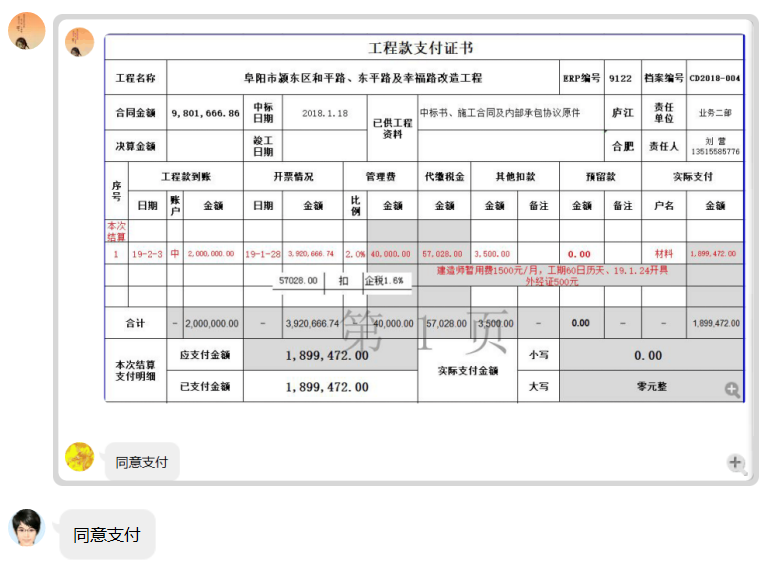 工程款支付证书
工程名称 阜阳市颍东区和平路、东平路及幸福路改造工程 ERP编号 9122 档案编号 CD2018-004
合同金额 9,801,666.86 中标日期 2018.1.18 已供工程资料 中标书、施工合同及内部承包协议原件 庐江 责任单位 业务二部
决算金额 竣工日期 合肥 责任人 刘 营 13515585776
序号 工程款到账 开票情况 管理费 代缴税金 其他扣款 预留款 实际支付
日期 账户 金额 日期 金额 比例 金额 金额 金额 备注 金额 备注 户名 金额
本次结算
1 19-2-3 中 2,000,000.00 19-1-28 3,920,666.74 2.0% 40,000.00 57,028.00 3,500.00 0.00 材料 1,899,472.00
建造师暂用费1500元/月，工期60日历天、19.1.24开具
外经证500元
57028.00 扣 企税1.6%
合计 - 2,000,000.00 - 3,920,666.74 40,000.00 57,028.00 3,500.00 - 0.00 - - 1,899,472.00
第 1 页
本次结算支付明细 应支付金额 1,899,472.00 实际支付金额 小写 0.00
已支付金额 1,899,472.00 大写 零元整
同意支付
同意支付